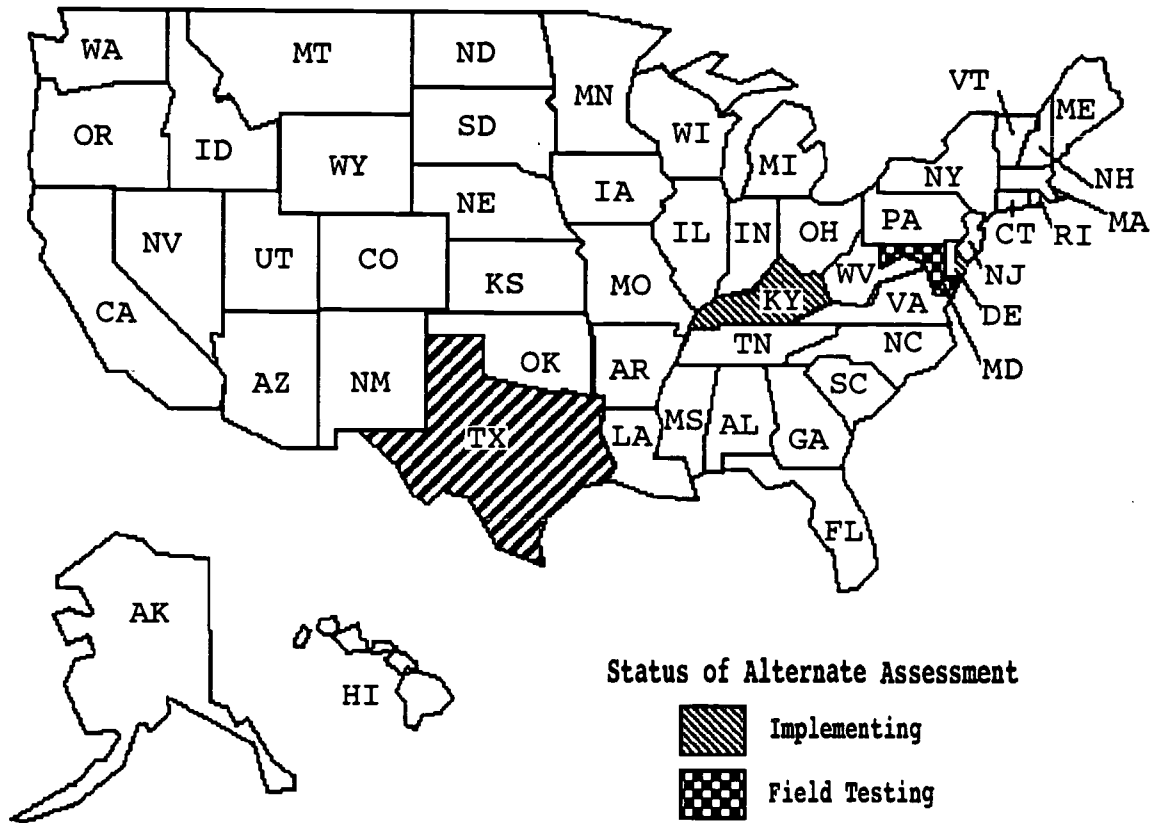 WA
MT
ND
MN
VT
ME
OR
ID
SD
WI
WY
MI
NY
NH
IA
NE
MA
NV
IL
IN
OH
PA
CT
RI
UT
CO
WV
NJ
KS
MO
KY
VA
CA
DE
TN
NC
OK
AR
MD
AZ
NM
SC
TX
LA
MS
AL
GA
FL
AK
HI
Status of Alternate Assessment
Implementing
Field Testing